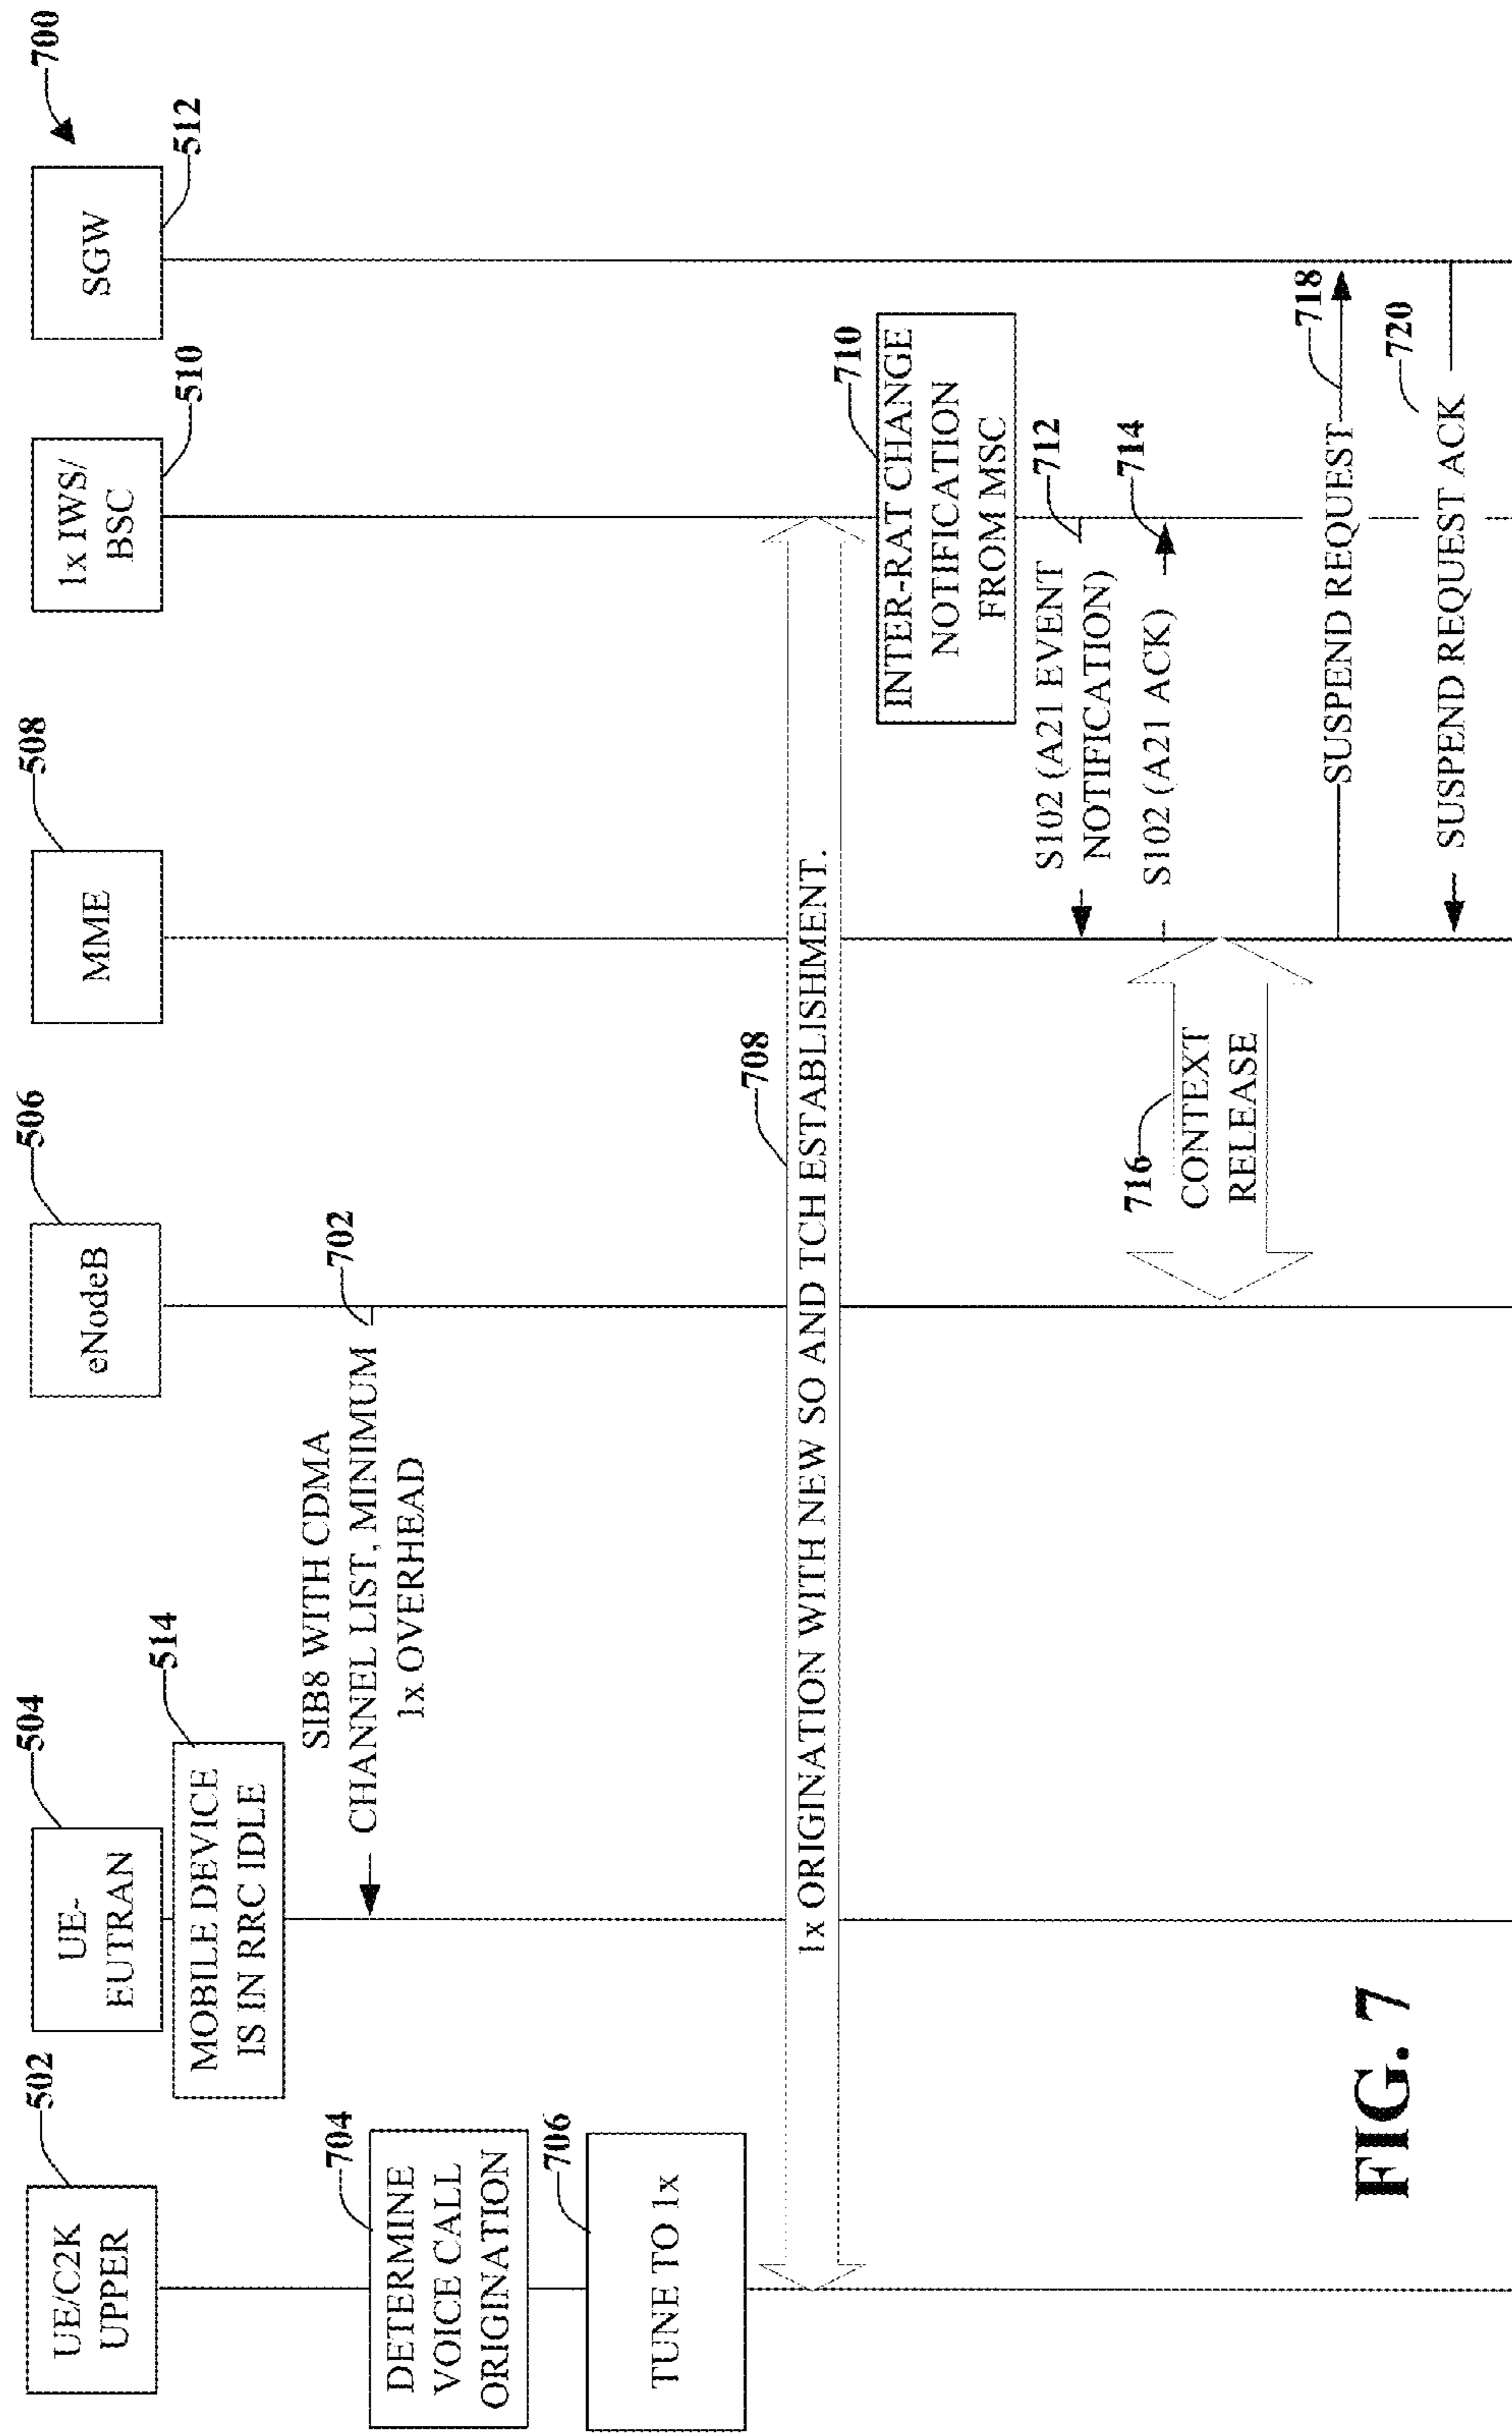 700
502
504
506
508
510
512
UE/C2K
UPPER
UE-
EUTRAN
eNodeB
MME
1x IWS/
BSC
SGW
514
MOBILE DEVICE
IS IN RRC IDLE
702
SIB8 WITH CDMA
CHANNEL LIST, MINIMUM
1x OVERHEAD
704
DETERMINE
VOICE CALL
ORIGINATION
706
TUNE TO 1x
708
1x ORIGINATION WITH NEW SO AND TCH ESTABLISHMENT.
710
INTER-RAT CHANGE
NOTIFICATION
FROM MSC
712
S102 (A21 EVENT
NOTIFICATION)
714
S102 (A21 ACK)
716
CONTEXT
RELEASE
718
SUSPEND REQUEST
720
SUSPEND REQUEST ACK
FIG. 7